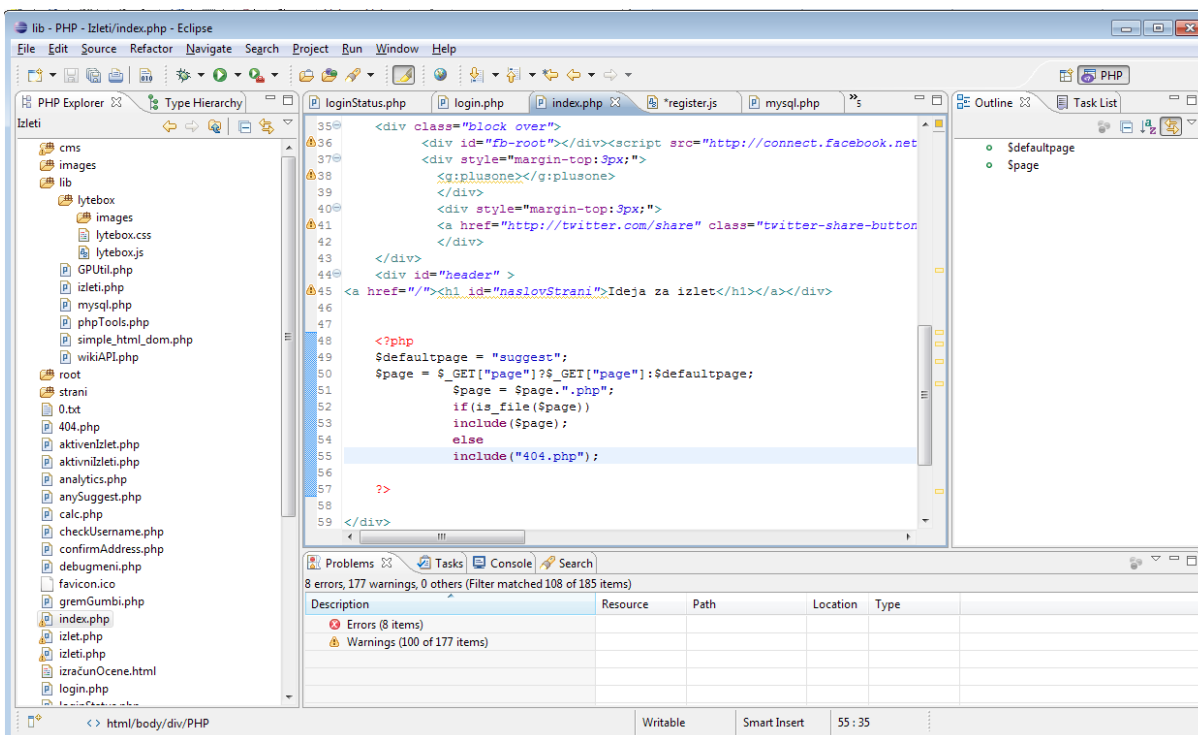 lib - PHP - Izleti/index.php - Eclipse
File Edit Source Refactor Navigate Search Project Run Window Help
PHP
PHP Explorer
Type Hierarchy
Izleti
cms
images
lib
lytebox
images
lytebox.css
lytebox.js
GPUtil.php
izleti.php
mysql.php
phpTools.php
simple_html_dom.php
wikiAPI.php
root
strani
0.txt
404.php
aktivenIzlet.php
aktivniIzleti.php
analytics.php
anySuggest.php
calc.php
checkUsername.php
confirmAddress.php
debugmeni.php
favicon.ico
gremGumbi.php
index.php
izlet.php
izleti.php
izračunOcene.html
login.php
loginStatus.php login.php index.php *register.js mysql.php »5
35 <div class="block over">
36 <div id="fb-root"></div><script src="http://connect.facebook.net
37 <div style="margin-top:3px;">
38 <g:plusone></g:plusone>
39 </div>
40 <div style="margin-top:3px;">
41 <a href="http://twitter.com/share" class="twitter-share-button
42 </div>
43 </div>
44 <div id="header" >
45 <a href="/"><h1 id="naslovStrani">Ideja za izlet</h1></a></div>
46
47
48 <?php
49 $defaultpage = "suggest";
50 $page = $_GET["page"]?$_GET["page"]:$defaultpage;
51 $page = $page.".php";
52 if(is_file($page))
53 include($page);
54 else
55 include("404.php");
56
57 ?>
58
59 </div>
Outline
Task List
$defaultpage
$page
Problems Tasks Console Search
8 errors, 177 warnings, 0 others (Filter matched 108 of 185 items)
Description Resource Path Location Type
Errors (8 items)
Warnings (100 of 177 items)
<> html/body/div/PHP
Writable
Smart Insert
55 : 35